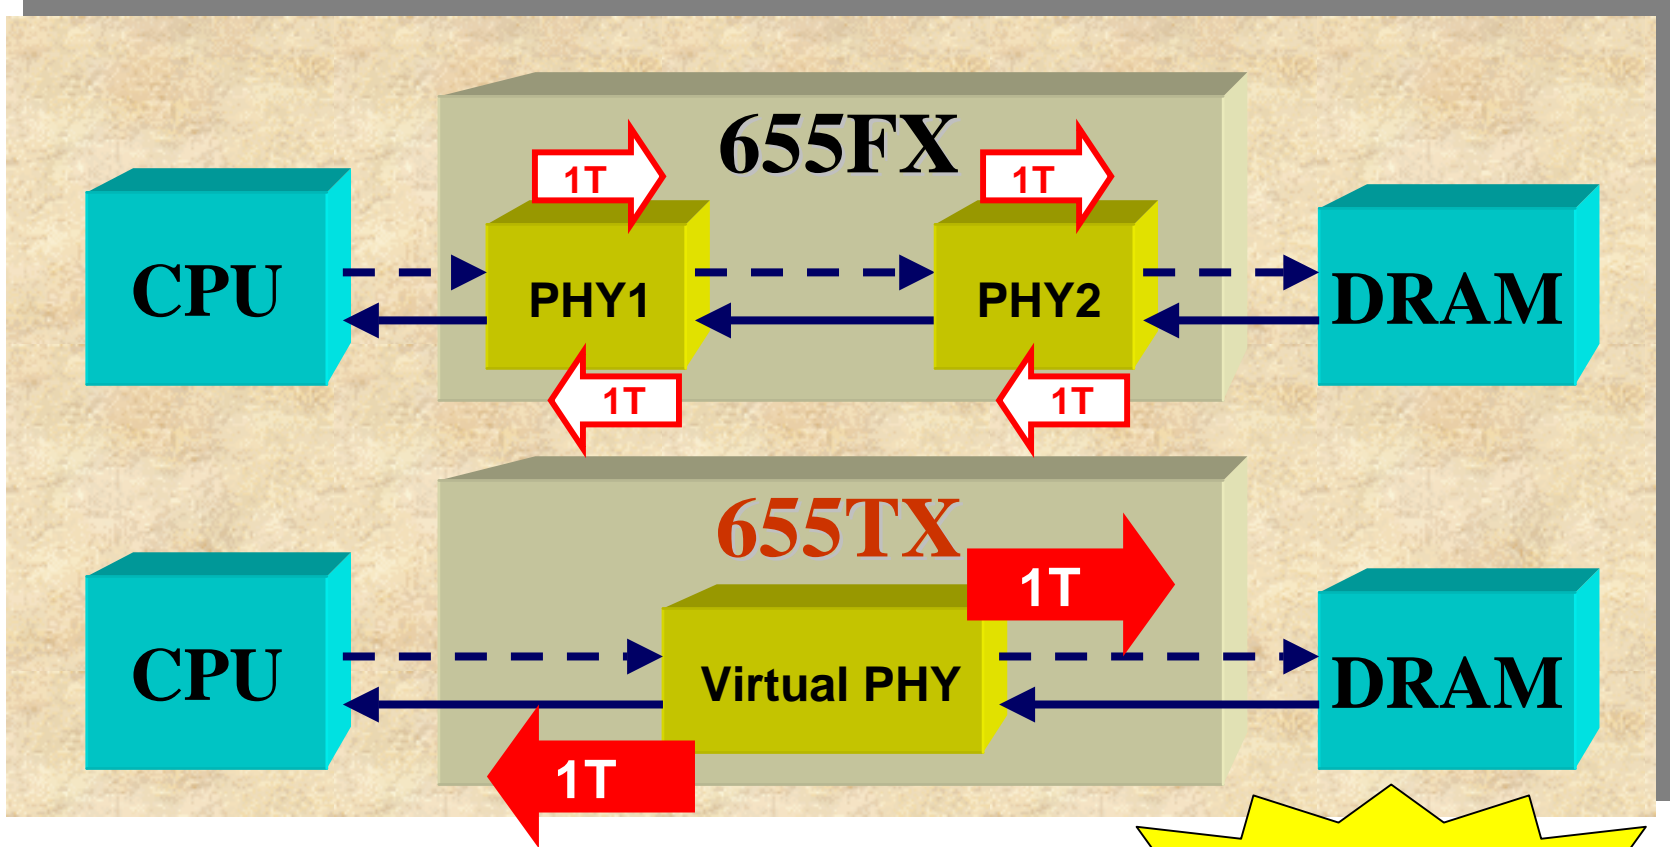 655FX
1T
1T
CPU
PHY1
PHY2
DRAM
1T
1T
655TX
1T
CPU
Virtual PHY
DRAM
1T